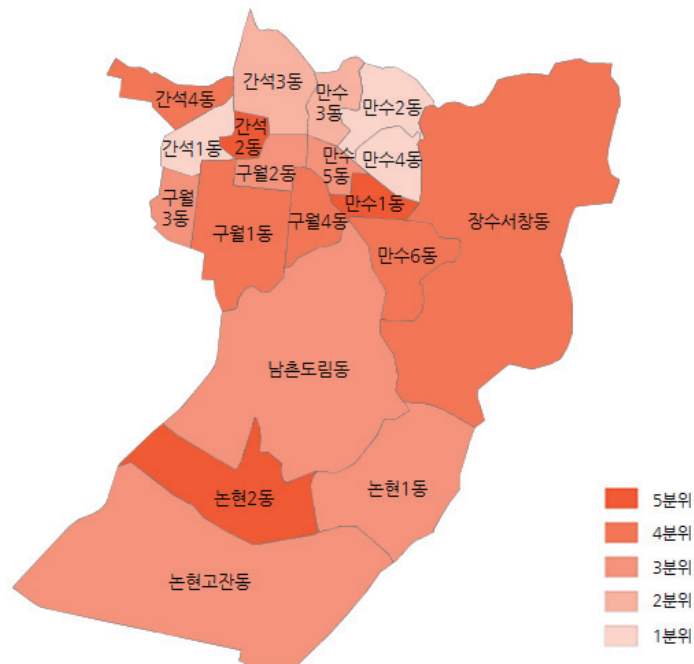 간석3동
간석4동
만수
3동
만수2동
간석
2동
간석1동
만수
5동
만수4동
구월2동
구월
3동
만수1동
구월1동
구월4동
장수서창동
만수6동
남촌도림동
논현2동
논현1동
논현고잔동
5분위
4분위
3분위
2분위
1분위